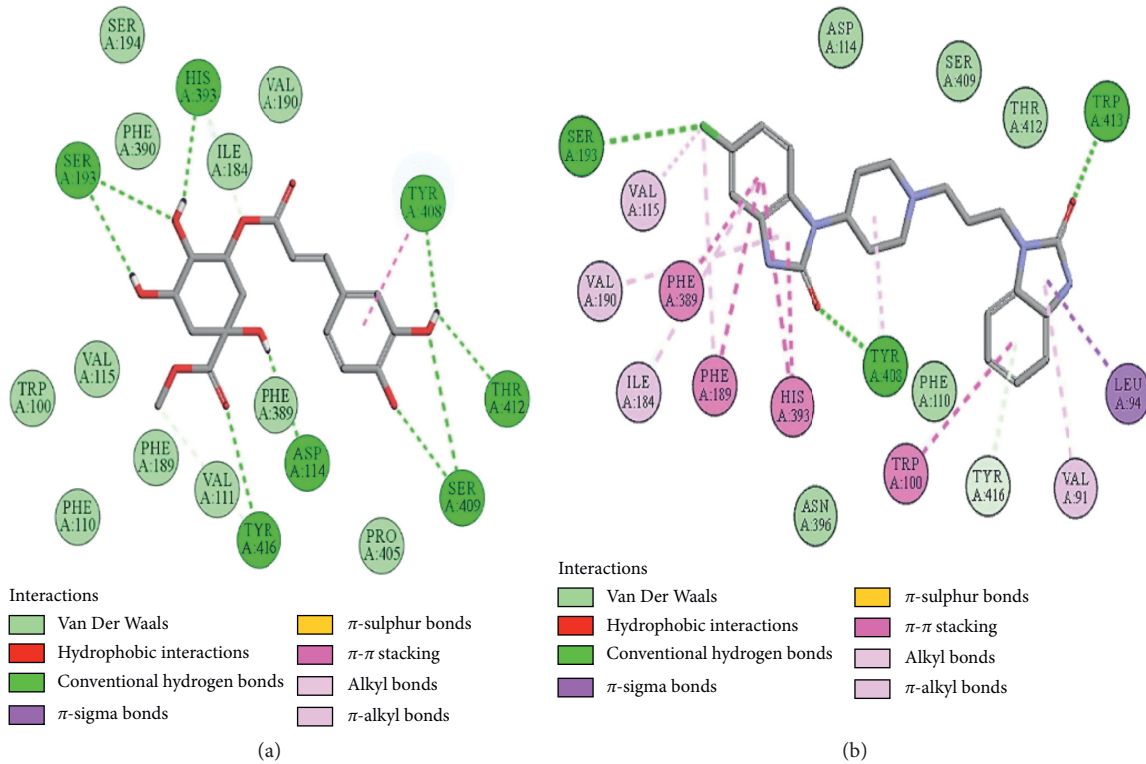 SER
A:194
HIS
A:393
VAL
A:190
PHE
A:390
ILE
A:184
SER
A:193
TYR
A:408
VAL
A:115
TRP
A:100
PHE
A:389
THR
A:412
PHE
A:189
ASP
A:114
VAL
A:111
SER
A:409
PHE
A:110
TYR
A:416
PRO
A:405
Interactions
Van Der Waals
Hydrophobic interactions
Conventional hydrogen bonds
π-sigma bonds
π-sulphur bonds
π-π stacking
Alkyl bonds
π-alkyl bonds
(a)
ASP
A:114
SER
A:409
THR
A:412
TRP
A:413
SER
A:193
VAL
A:115
VAL
A:190
PHE
A:389
ILE
A:184
PHE
A:189
HIS
A:393
TYR
A:408
PHE
A:110
LEU
A:94
TRP
A:100
TYR
A:416
VAL
A:91
ASN
A:396
Interactions
Van Der Waals
Hydrophobic interactions
Conventional hydrogen bonds
π-sigma bonds
π-sulphur bonds
π-π stacking
Alkyl bonds
π-alkyl bonds
(b)